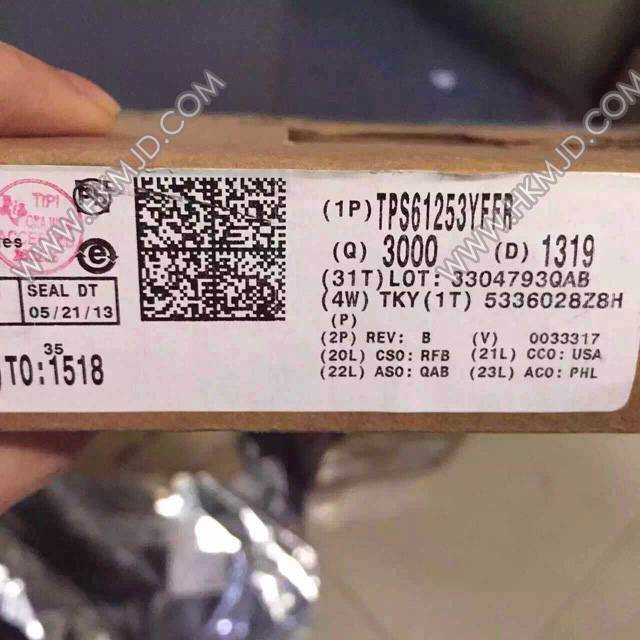 (1P) TPS61253YFFR
(Q) 3000 (D) 1319
(31T)LOT: 3304793QAB
(4W) TKY(1T) 5336028Z8H
(P)
(2P) REV: B (V) 0033317
(20L) CSO: RFB (21L) CCO: USA
(22L) ASO: QAB (23L) ACO: PHL
TIPI
QRA
es
SEAL DT
05/21/13
35
)TO:1518
WWW.HKMJD.COM
WWW.HKMJD.COM